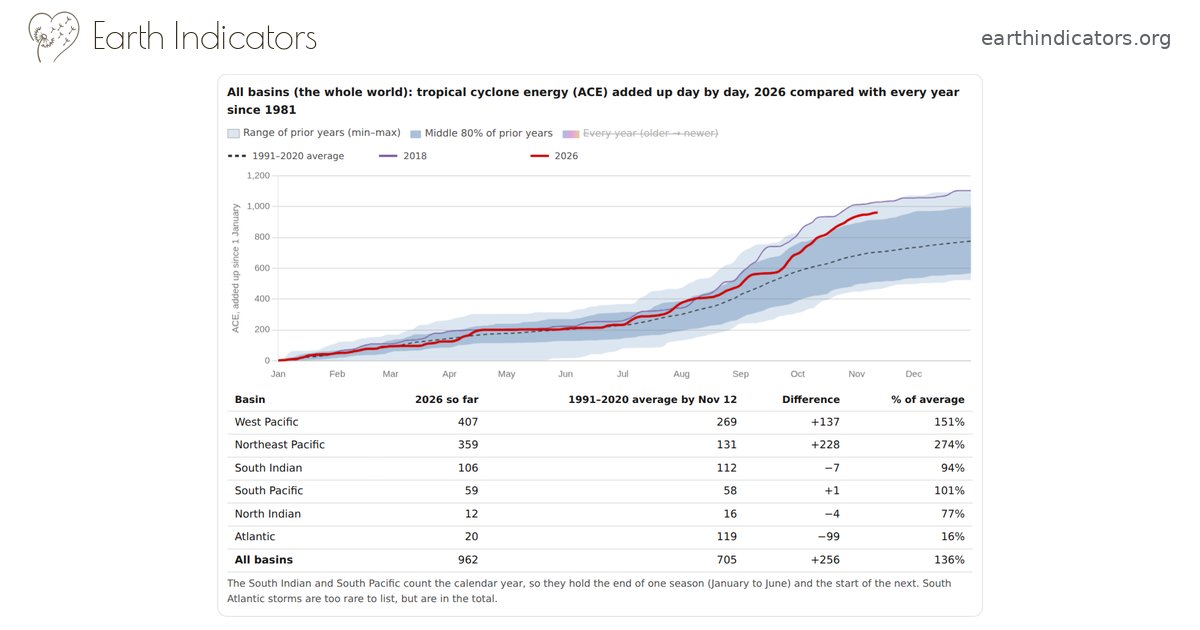 Earth Indicators
earthindicators.org
All basins (the whole world): tropical cyclone energy (ACE) added up day by day, 2026 compared with every year
since 1981
Range of prior years (min–max) Middle 80% of prior years Every year (older → newer)
1991–2020 average 2018 2026
ACE, added up since 1 January
1,200
1,000
800
600
400
200
0
Jan Feb Mar Apr May Jun Jul Aug Sep Oct Nov Dec
Basin 2026 so far 1991–2020 average by Nov 12 Difference % of average
West Pacific 407 269 +137 151%
Northeast Pacific 359 131 +228 274%
South Indian 106 112 −7 94%
South Pacific 59 58 +1 101%
North Indian 12 16 −4 77%
Atlantic 20 119 −99 16%
All basins 962 705 +256 136%
The South Indian and South Pacific count the calendar year, so they hold the end of one season (January to June) and the start of the next. South
Atlantic storms are too rare to list, but are in the total.